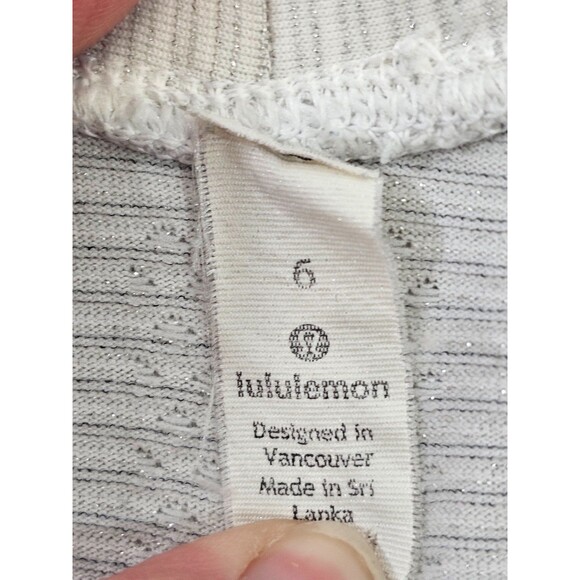 6
lululemon
Designed in
Vancouver
Made in Sri
Lanka